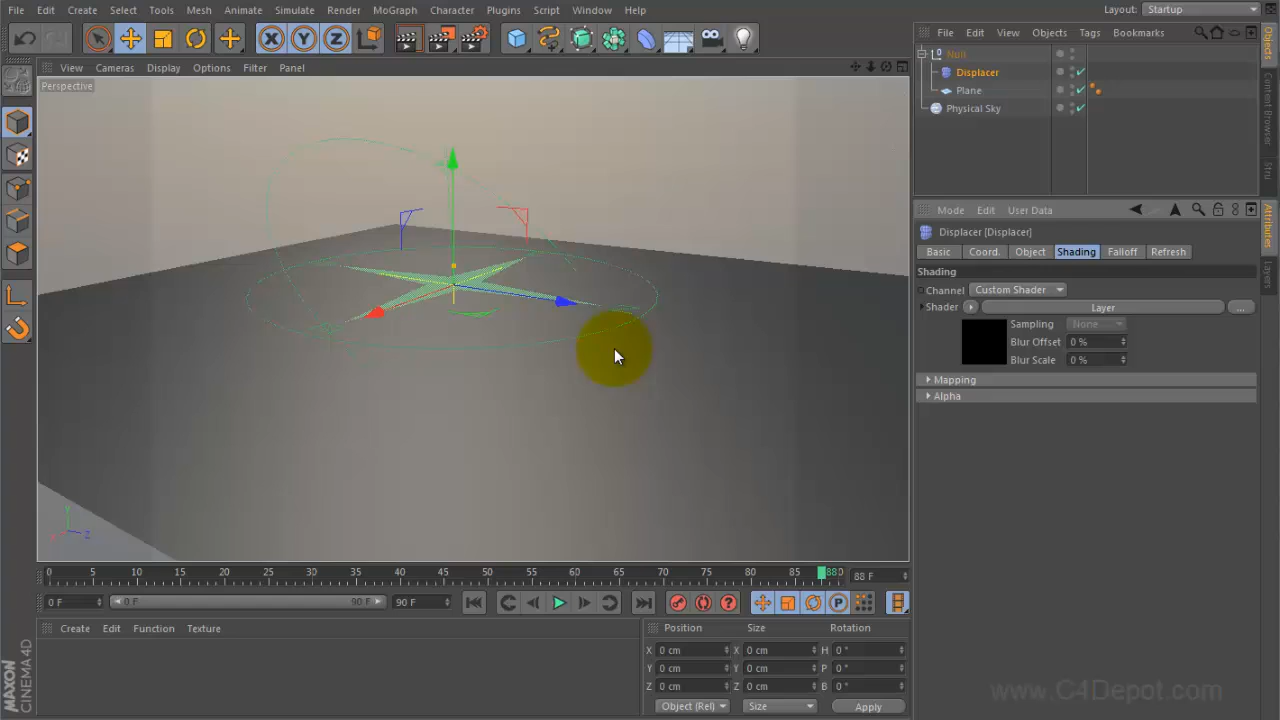 File Edit Create Select Tools Mesh Animate Simulate Render MoGraph Character Plugins Script Window Help Layout: Startup
File Edit View Objects Tags Bookmarks
Null
Displacer
Plane
Physical Sky
View Cameras Display Options Filter Panel
Perspective
Objects
Content Browser
Attributes
Mode Edit User Data
Displacer [Displacer]
Basic Coord. Object Shading Falloff Refresh
Shading
Channel Custom Shader
Shader Layer ...
Sampling None
Blur Offset 0 %
Blur Scale 0 %
Mapping
Alpha
Y
X
Z
0 5 10 15 20 25 30 35 40 45 50 55 60 65 70 75 80 85 880 88 F
0 F 0 F 90 F 90 F
Create Edit Function Texture
Position Size Rotation
X 0 cm X 0 cm H 0 °
Y 0 cm Y 0 cm P 0 °
Z 0 cm Z 0 cm B 0 °
Object (Rel) Size Apply
MAXON
CINEMA 4D
www.C4Depot.com